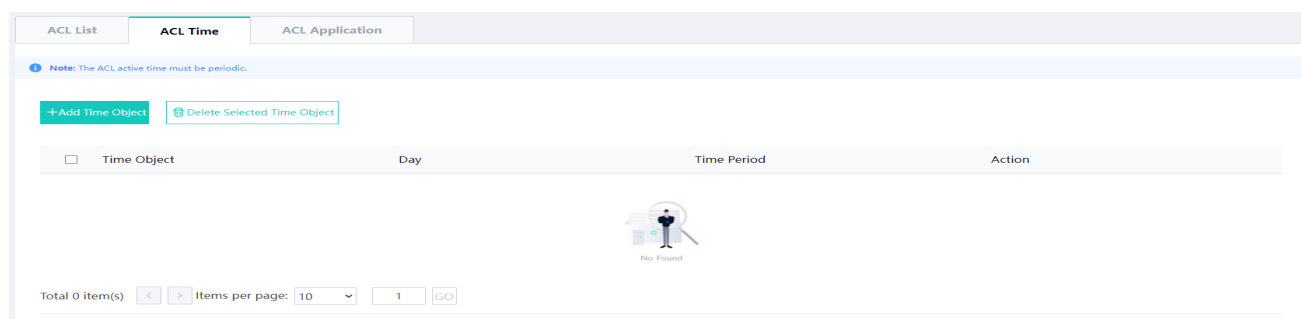 ACL List ACL Time ACL Application
Note: The ACL active time must be periodic.
+Add Time Object Delete Selected Time Object
Time Object Day Time Period Action
No Found
Total 0 item(s) < > Items per page: 10 1 GO